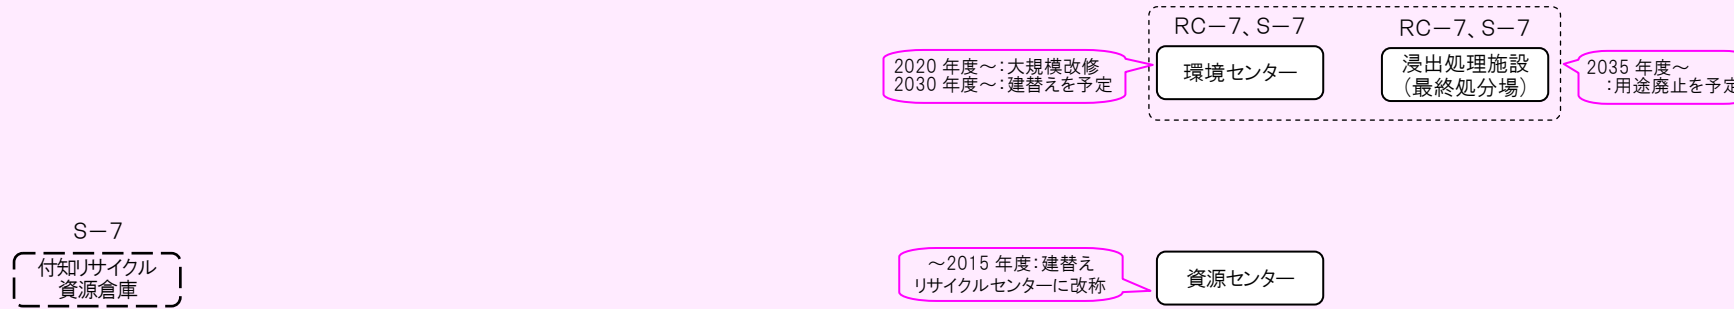 RC－7、S－7
RC－7、S－7
2020 年度～：大規模改修
2030 年度～：建替えを予定
環境センター
浸出処理施設
（最終処分場）
2035 年度～
：用途廃止を予定
S－7
付知リサイクル
資源倉庫
～2015 年度：建替え
リサイクルセンターに改称
資源センター